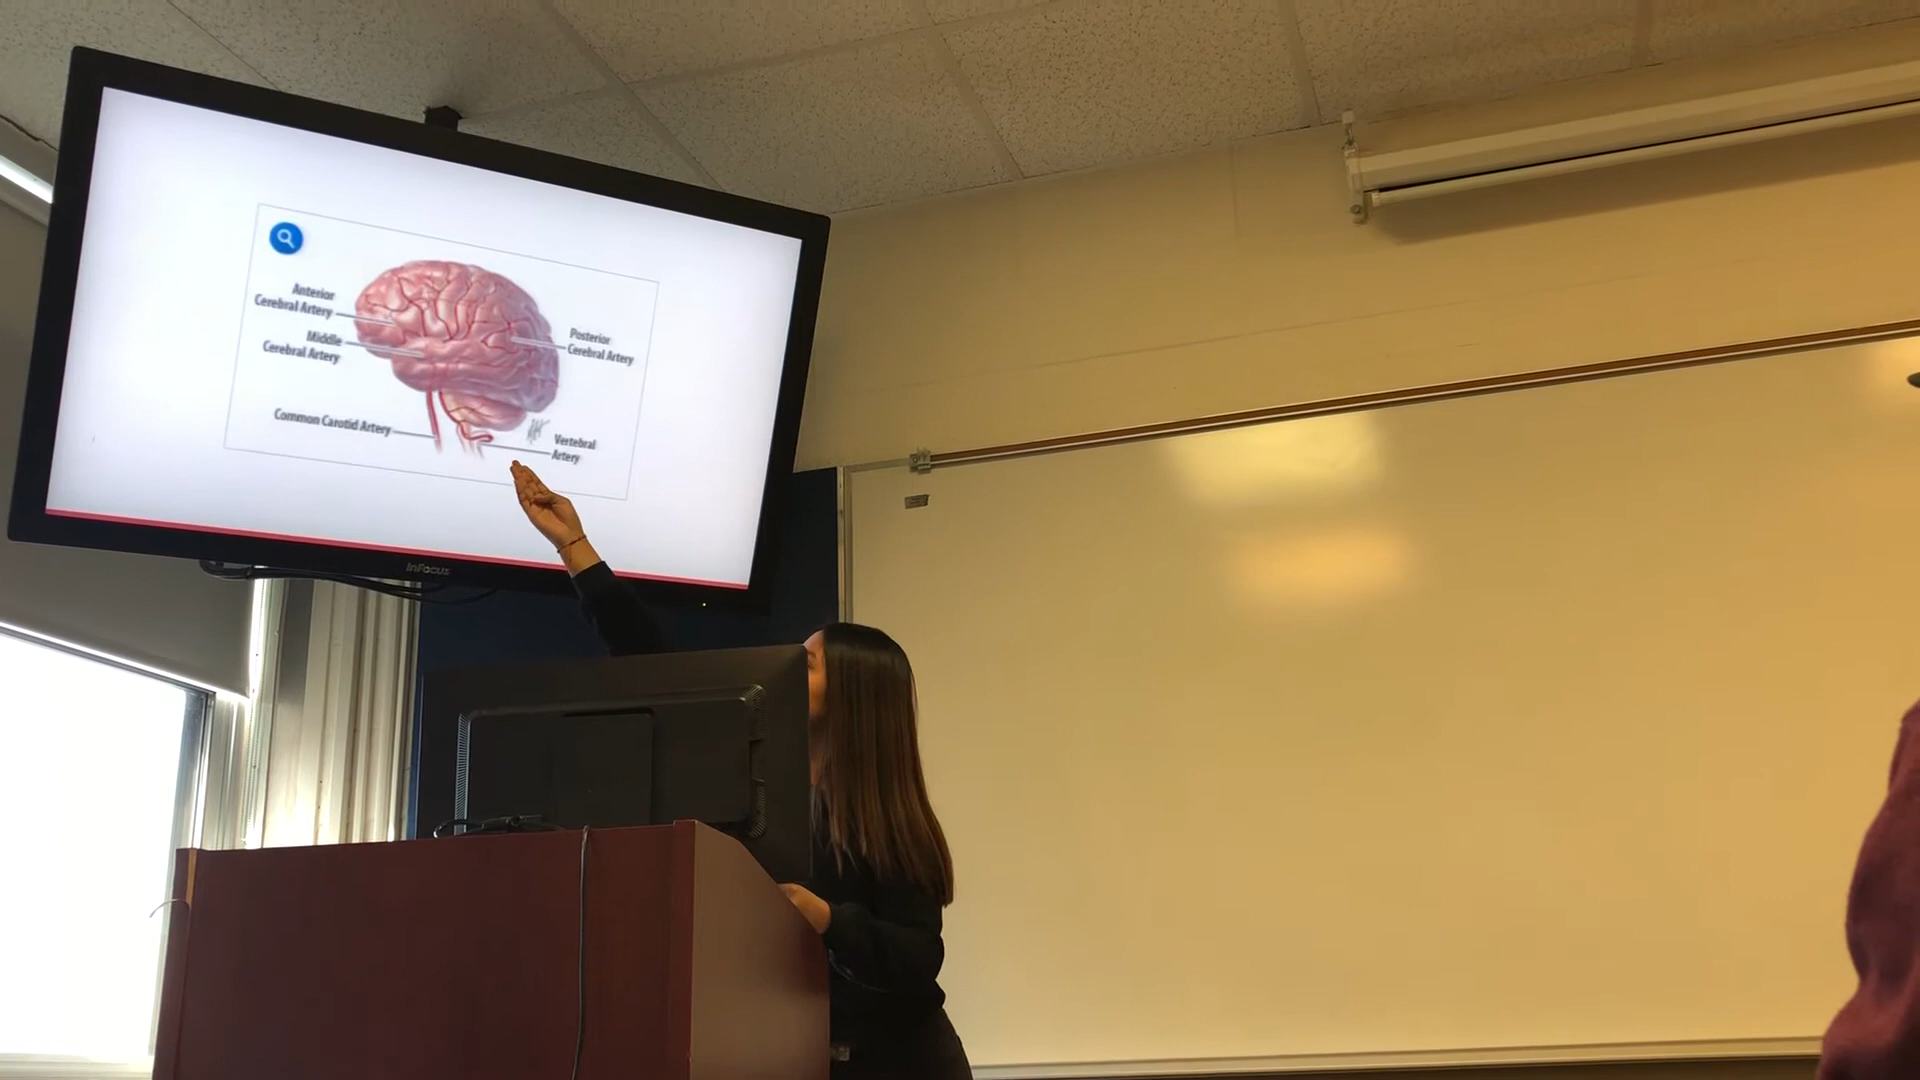 Anterior
Cerebral Artery
Middle
Cerebral Artery
Posterior
Cerebral Artery
Common Carotid Artery
Vertebral
Artery
InFocus